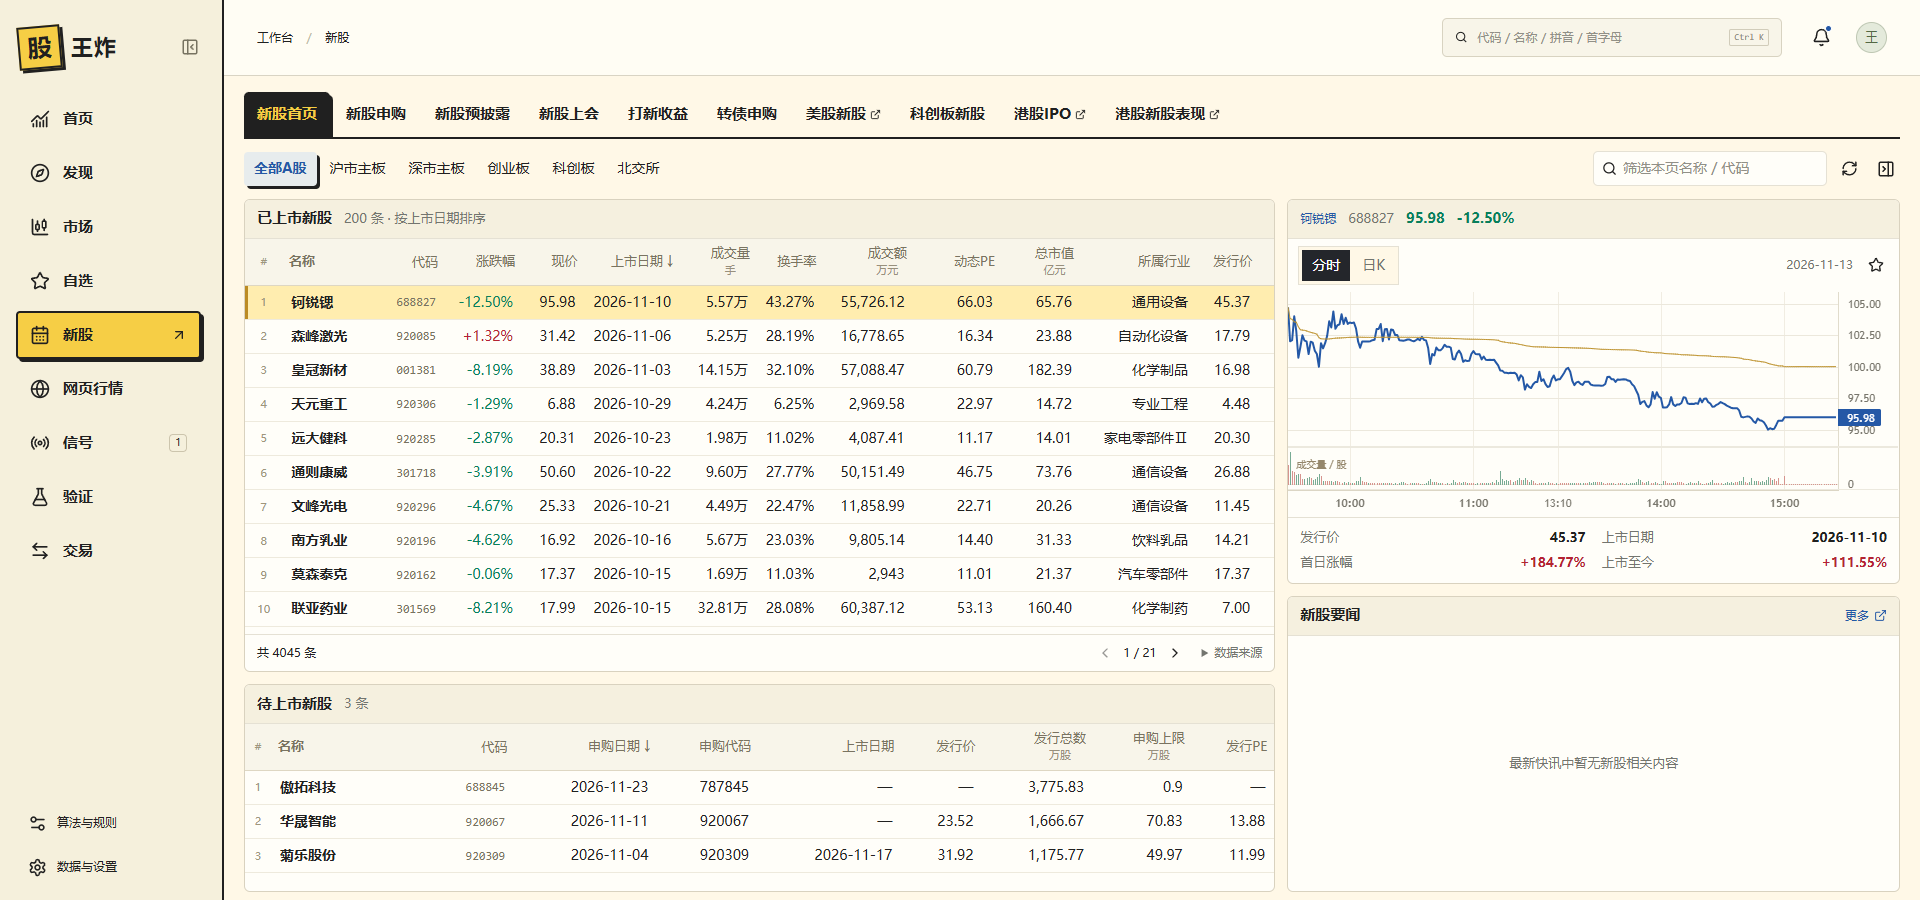 股 王炸
首页
发现
市场
自选
新股
网页行情
信号 1
验证
交易
算法与规则
数据与设置
工作台 / 新股
代码 / 名称 / 拼音 / 首字母 Ctrl K
王
新股首页 新股申购 新股预披露 新股上会 打新收益 转债申购 美股新股 科创板新股 港股IPO 港股新股表现
全部A股 沪市主板 深市主板 创业板 科创板 北交所
筛选本页名称 / 代码
已上市新股 200 条 · 按上市日期排序
# 名称 代码 涨跌幅 现价 上市日期↓ 成交量 手 换手率 成交额 万元 动态PE 总市值 亿元 所属行业 发行价
1 钶锐锶 688827 -12.50% 95.98 2026-11-10 5.57万 43.27% 55,726.12 66.03 65.76 通用设备 45.37
2 森峰激光 920085 +1.32% 31.42 2026-11-06 5.25万 28.19% 16,778.65 16.34 23.88 自动化设备 17.79
3 皇冠新材 001381 -8.19% 38.89 2026-11-03 14.15万 32.10% 57,088.47 60.79 182.39 化学制品 16.98
4 天元重工 920306 -1.29% 6.88 2026-10-29 4.24万 6.25% 2,969.58 22.97 14.72 专业工程 4.48
5 远大健科 920285 -2.87% 20.31 2026-10-23 1.98万 11.02% 4,087.41 11.17 14.01 家电零部件Ⅱ 20.30
6 通则康威 301718 -3.91% 50.60 2026-10-22 9.60万 27.77% 50,151.49 46.75 73.76 通信设备 26.88
7 文峰光电 920296 -4.67% 25.33 2026-10-21 4.49万 22.47% 11,858.99 22.71 20.26 通信设备 11.45
8 南方乳业 920196 -4.62% 16.92 2026-10-16 5.67万 23.03% 9,805.14 14.40 31.33 饮料乳品 14.21
9 莫森泰克 920162 -0.06% 17.37 2026-10-15 1.69万 11.03% 2,943 11.01 21.37 汽车零部件 17.37
10 联亚药业 301569 -8.21% 17.99 2026-10-15 32.81万 28.08% 60,387.12 53.13 160.40 化学制药 7.00
共 4045 条 1 / 21 数据来源
待上市新股 3 条
# 名称 代码 申购日期↓ 申购代码 上市日期 发行价 发行总数 万股 申购上限 万股 发行PE
1 傲拓科技 688845 2026-11-23 787845 — — 3,775.83 0.9 —
2 华晟智能 920067 2026-11-11 920067 — 23.52 1,666.67 70.83 13.88
3 菊乐股份 920309 2026-11-04 920309 2026-11-17 31.92 1,175.77 49.97 11.99
钶锐锶 688827 95.98 -12.50%
分时 日K 2026-11-13
105.00
102.50
100.00
97.50
95.98
95.00
成交量 / 股
0
10:00 11:00 13:10 14:00 15:00
发行价 45.37 上市日期 2026-11-10
首日涨幅 +184.77% 上市至今 +111.55%
新股要闻 更多
最新快讯中暂无新股相关内容